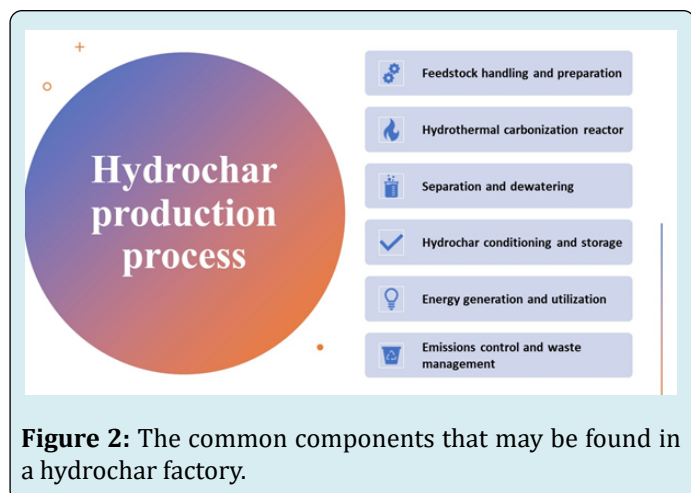 Hydrochar
production
process
Feedstock handling and preparation
Hydrothermal carbonization reactor
Separation and dewatering
Hydrochar conditioning and storage
Energy generation and utilization
Emissions control and waste
management
Figure 2: The common components that may be found in
a hydrochar factory.